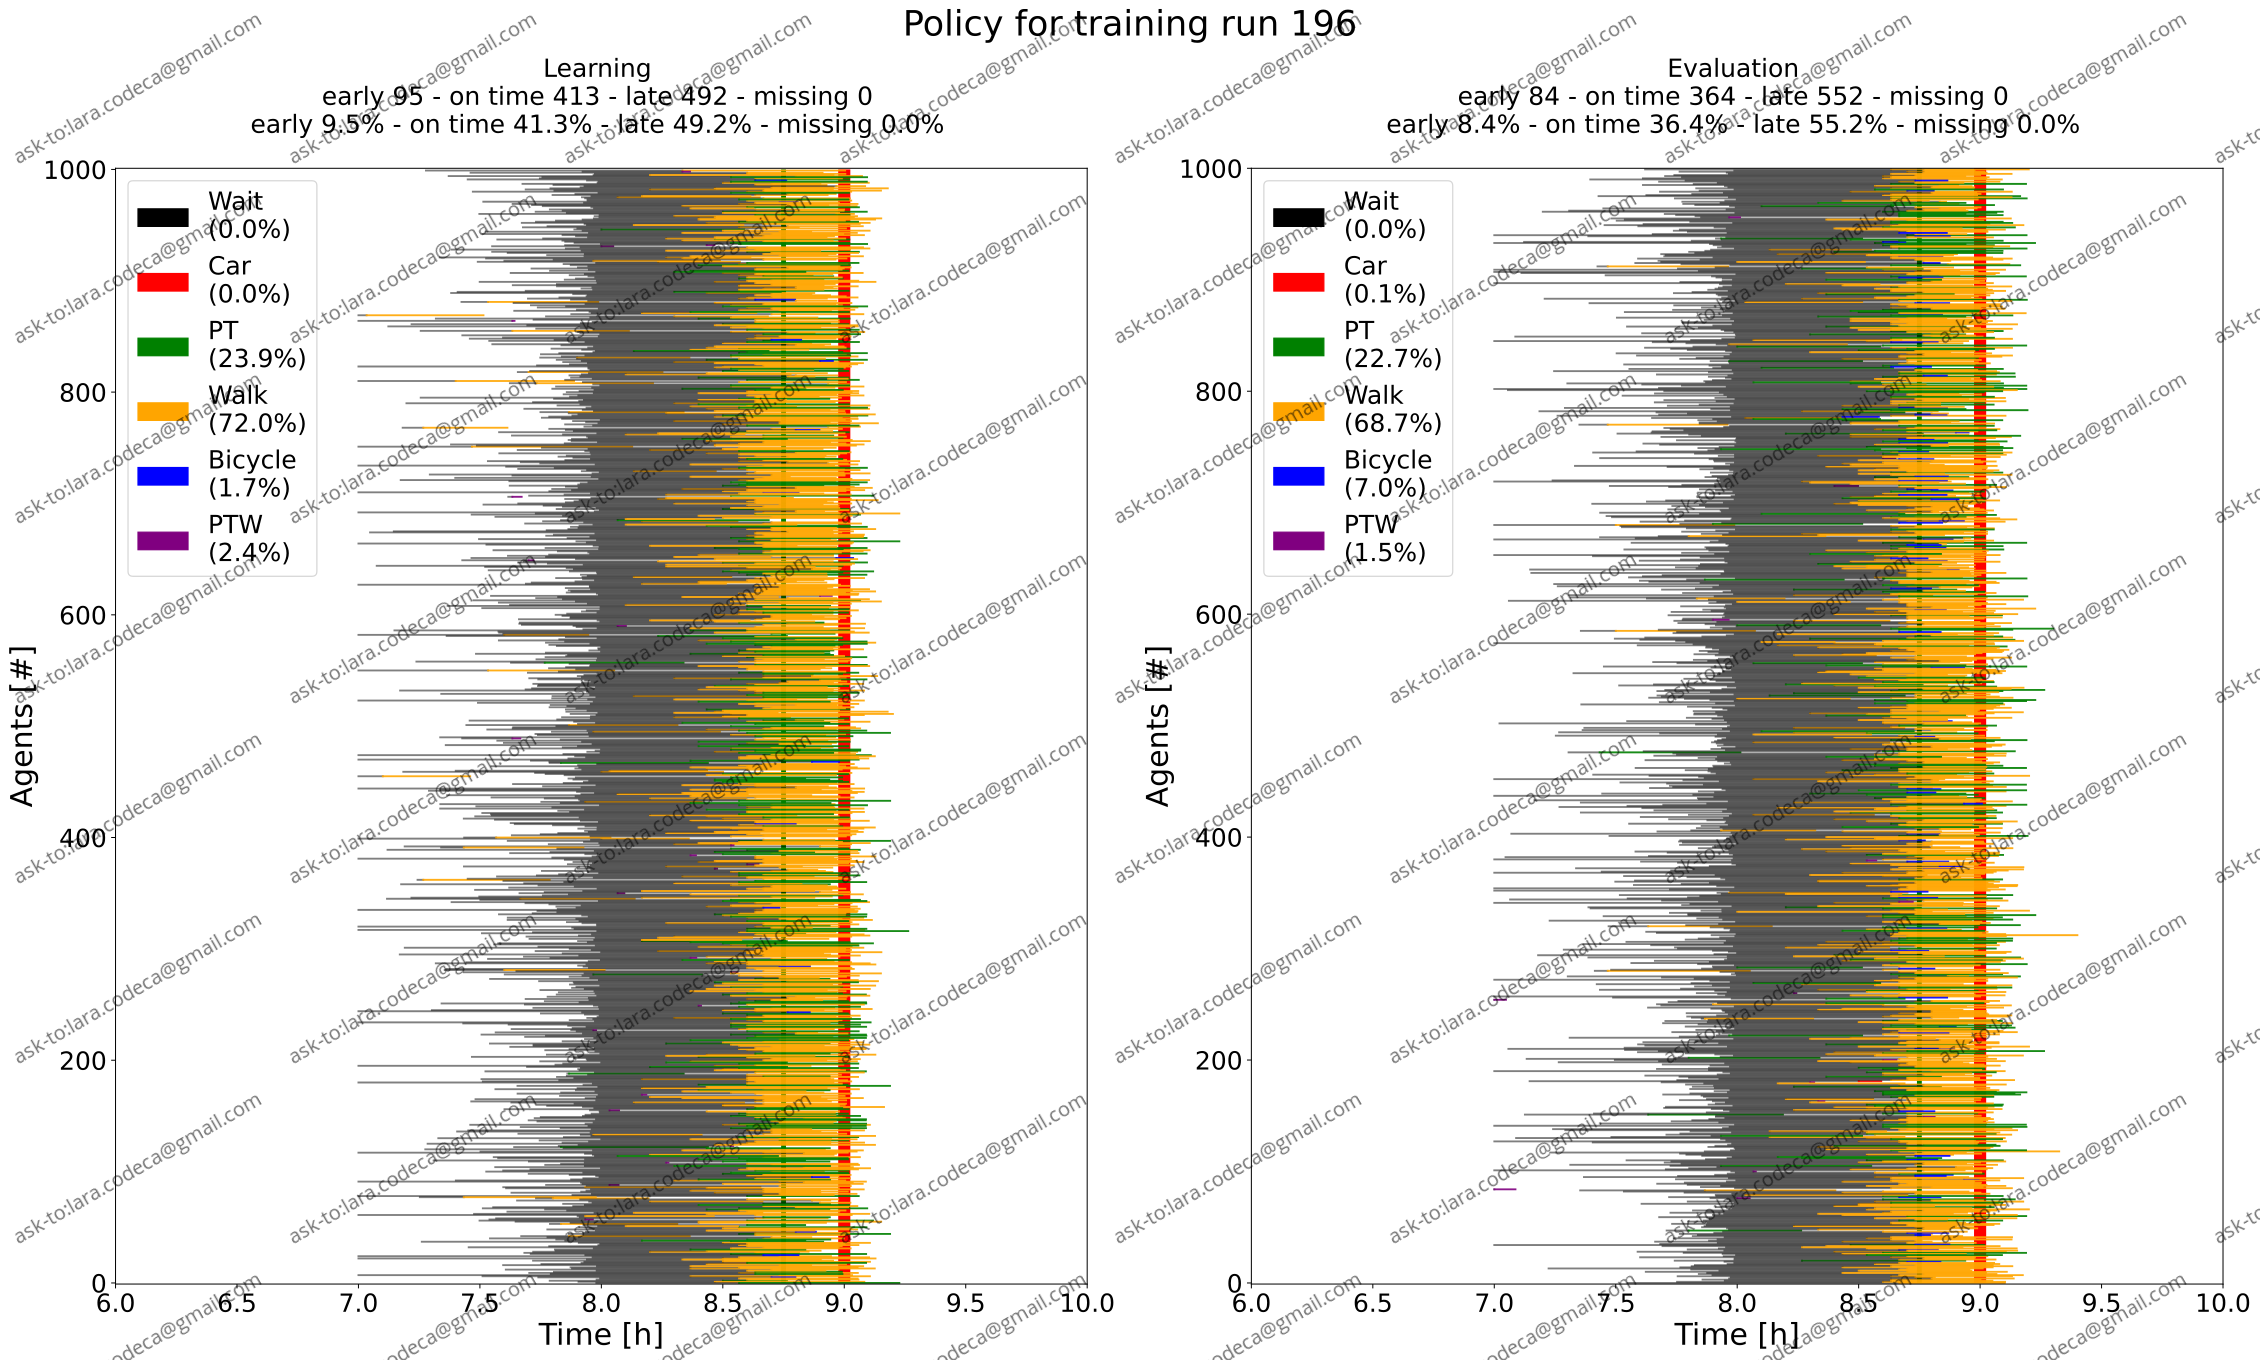 Policy for training run 196
Learning
early 95 - on time 413 - late 492 - missing 0
early 9.5% - on time 41.3% - late 49.2% - missing 0.0%
Agents [#]
1000
800
600
400
200
0
Wait
(0.0%)
Car
(0.0%)
PT
(23.9%)
Walk
(72.0%)
Bicycle
(1.7%)
PTW
(2.4%)
6.0 6.5 7.0 7.5 8.0 8.5 9.0 9.5 10.0
Time [h]
Evaluation
early 84 - on time 364 - late 552 - missing 0
early 8.4% - on time 36.4% - late 55.2% - missing 0.0%
Agents [#]
1000
800
600
400
200
0
Wait
(0.0%)
Car
(0.1%)
PT
(22.7%)
Walk
(68.7%)
Bicycle
(7.0%)
PTW
(1.5%)
6.0 6.5 7.0 7.5 8.0 8.5 9.0 9.5 10.0
Time [h]
ask-to:lara.codeca@gmail.com